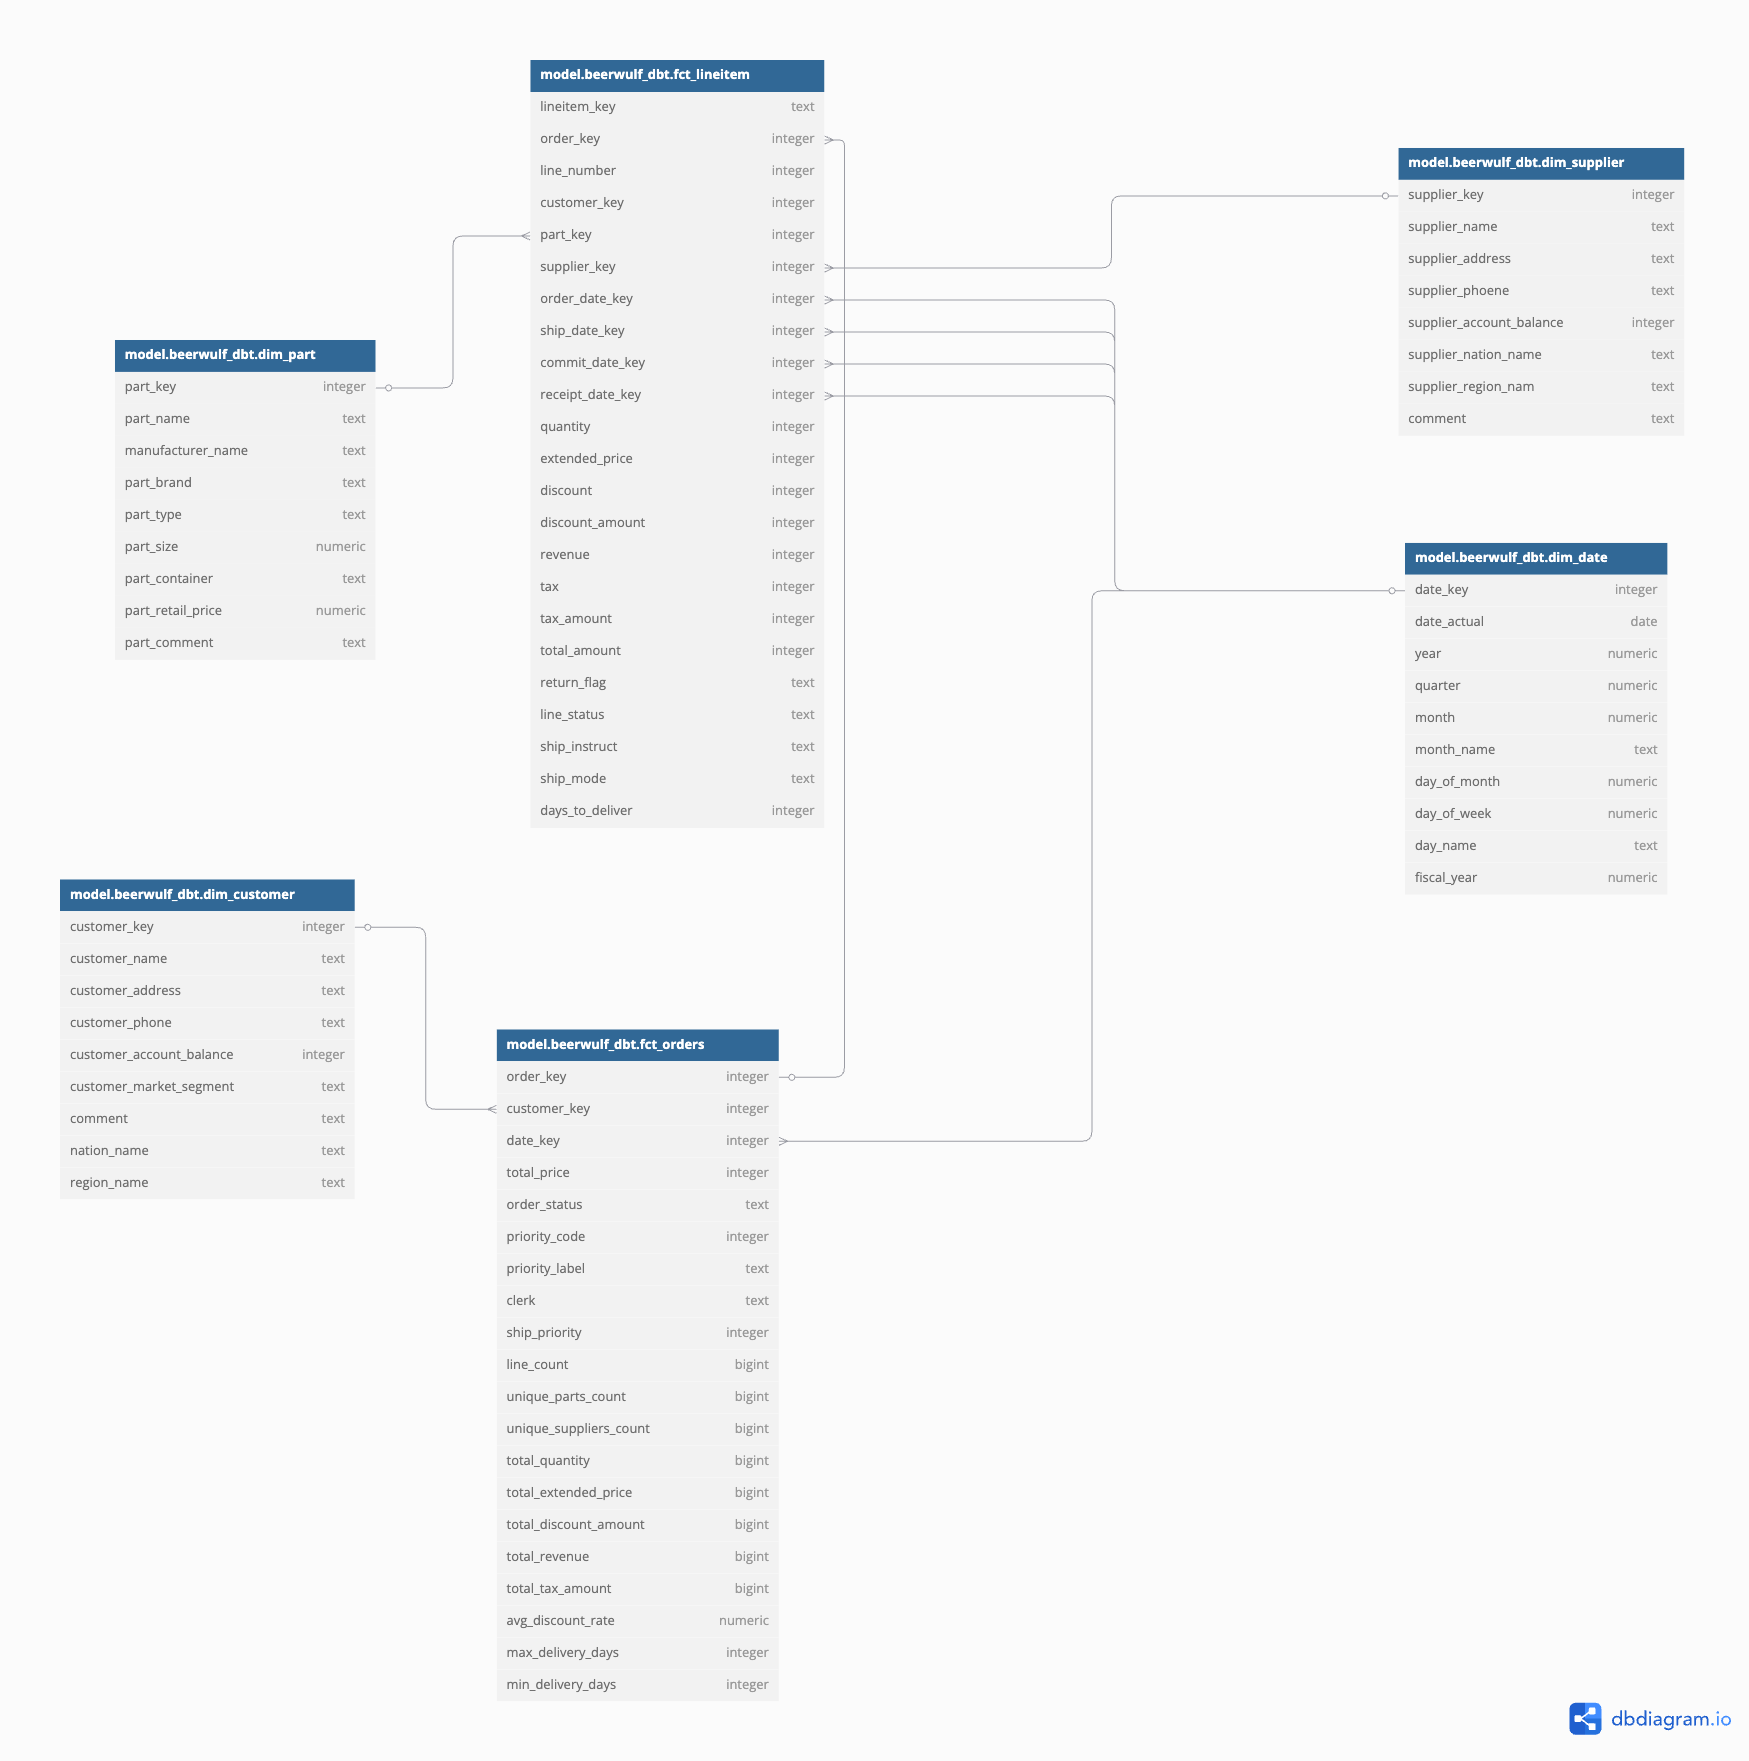 model.beerwulf_dbt.fct_lineitem
lineitem_key text
order_key integer
line_number integer
customer_key integer
part_key integer
supplier_key integer
order_date_key integer
ship_date_key integer
commit_date_key integer
receipt_date_key integer
quantity integer
extended_price integer
discount integer
discount_amount integer
revenue integer
tax integer
tax_amount integer
total_amount integer
return_flag text
line_status text
ship_instruct text
ship_mode text
days_to_deliver integer
model.beerwulf_dbt.dim_supplier
supplier_key integer
supplier_name text
supplier_address text
supplier_phoene text
supplier_account_balance integer
supplier_nation_name text
supplier_region_nam text
comment text
model.beerwulf_dbt.dim_part
part_key integer
part_name text
manufacturer_name text
part_brand text
part_type text
part_size numeric
part_container text
part_retail_price numeric
part_comment text
model.beerwulf_dbt.dim_date
date_key integer
date_actual date
year numeric
quarter numeric
month numeric
month_name text
day_of_month numeric
day_of_week numeric
day_name text
fiscal_year numeric
model.beerwulf_dbt.dim_customer
customer_key integer
customer_name text
customer_address text
customer_phone text
customer_account_balance integer
customer_market_segment text
comment text
nation_name text
region_name text
model.beerwulf_dbt.fct_orders
order_key integer
customer_key integer
date_key integer
total_price integer
order_status text
priority_code integer
priority_label text
clerk text
ship_priority integer
line_count bigint
unique_parts_count bigint
unique_suppliers_count bigint
total_quantity bigint
total_extended_price bigint
total_discount_amount bigint
total_revenue bigint
total_tax_amount bigint
avg_discount_rate numeric
max_delivery_days integer
min_delivery_days integer
dbdiagram.io